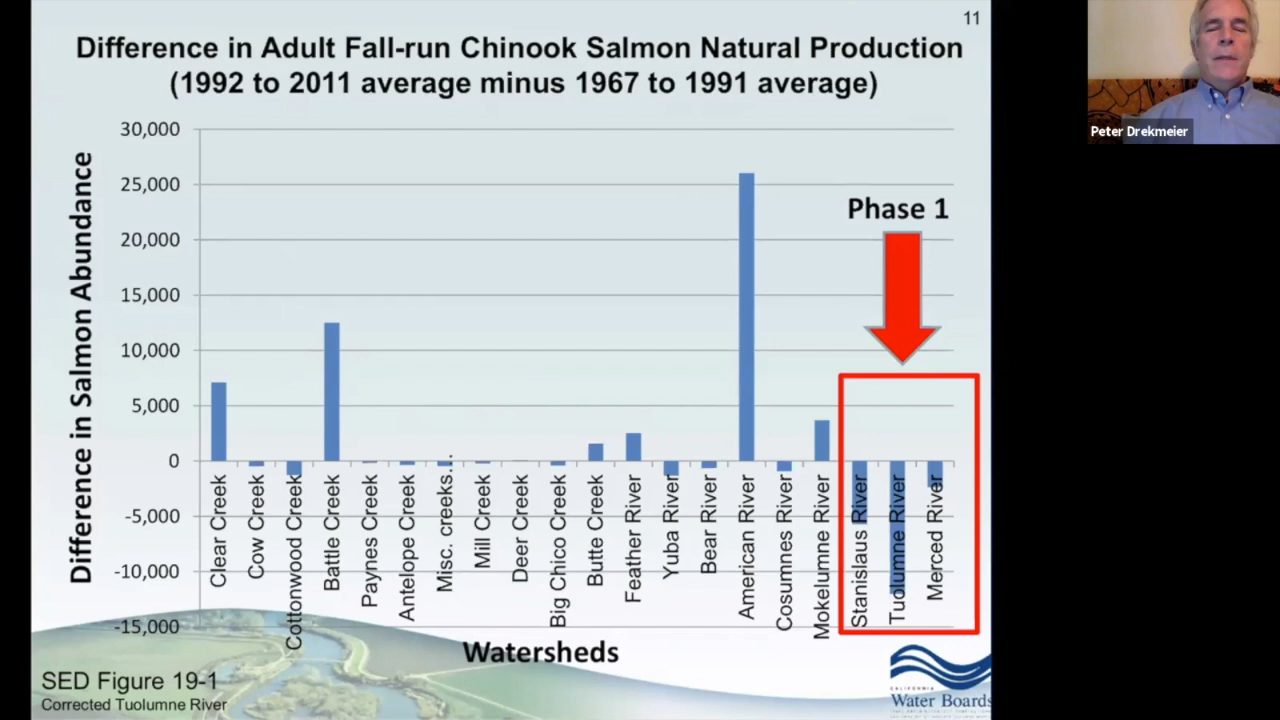 11
Difference in Adult Fall-run Chinook Salmon Natural Production
(1992 to 2011 average minus 1967 to 1991 average)
Difference in Salmon Abundance
30,000
25,000
20,000
15,000
10,000
5,000
0
-5,000
-10,000
-15,000
Phase 1
Clear Creek
Cow Creek
Cottonwood Creek
Battle Creek
Paynes Creek
Antelope Creek
Misc. creeks…
Mill Creek
Deer Creek
Big Chico Creek
Butte Creek
Feather River
Yuba River
Bear River
American River
Cosumnes River
Mokelumne River
Stanislaus River
Tuolumne River
Merced River
Watersheds
SED Figure 19-1
Corrected Tuolumne River
CALIFORNIA
Water Boards
Peter Drekmeier